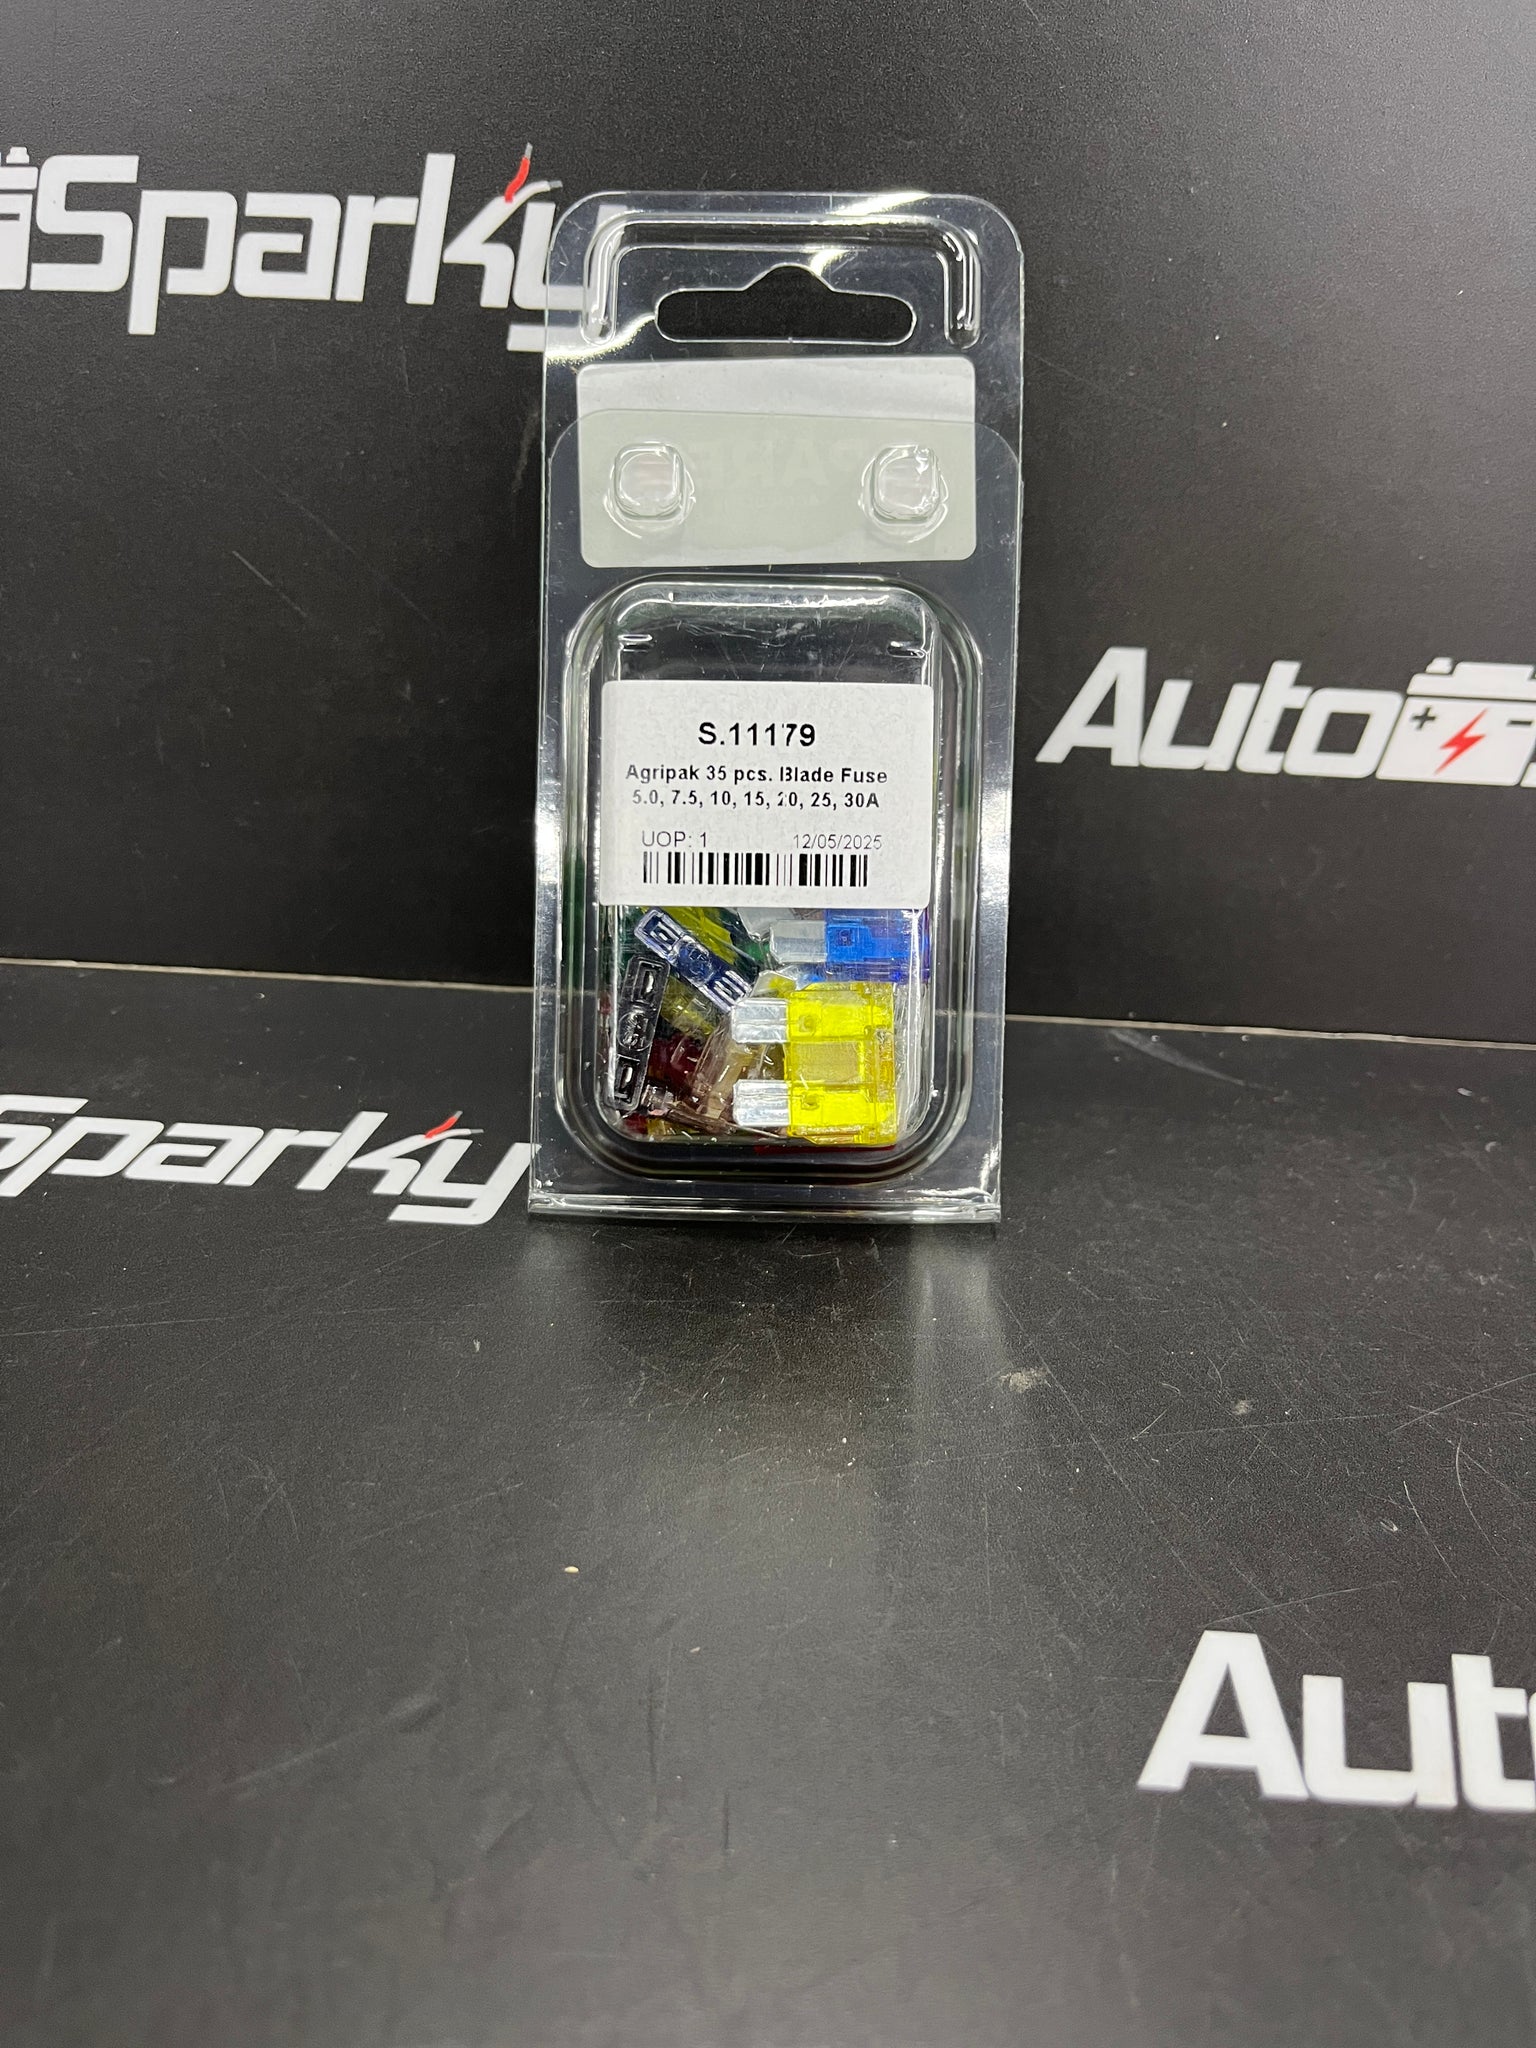 Sparky
S.11179
Agripak 35 pcs. Blade Fuse
5.0, 7.5, 10, 15, 20, 25, 30A
UOP: 1 12/05/2025
Auto
Sparky
Auto